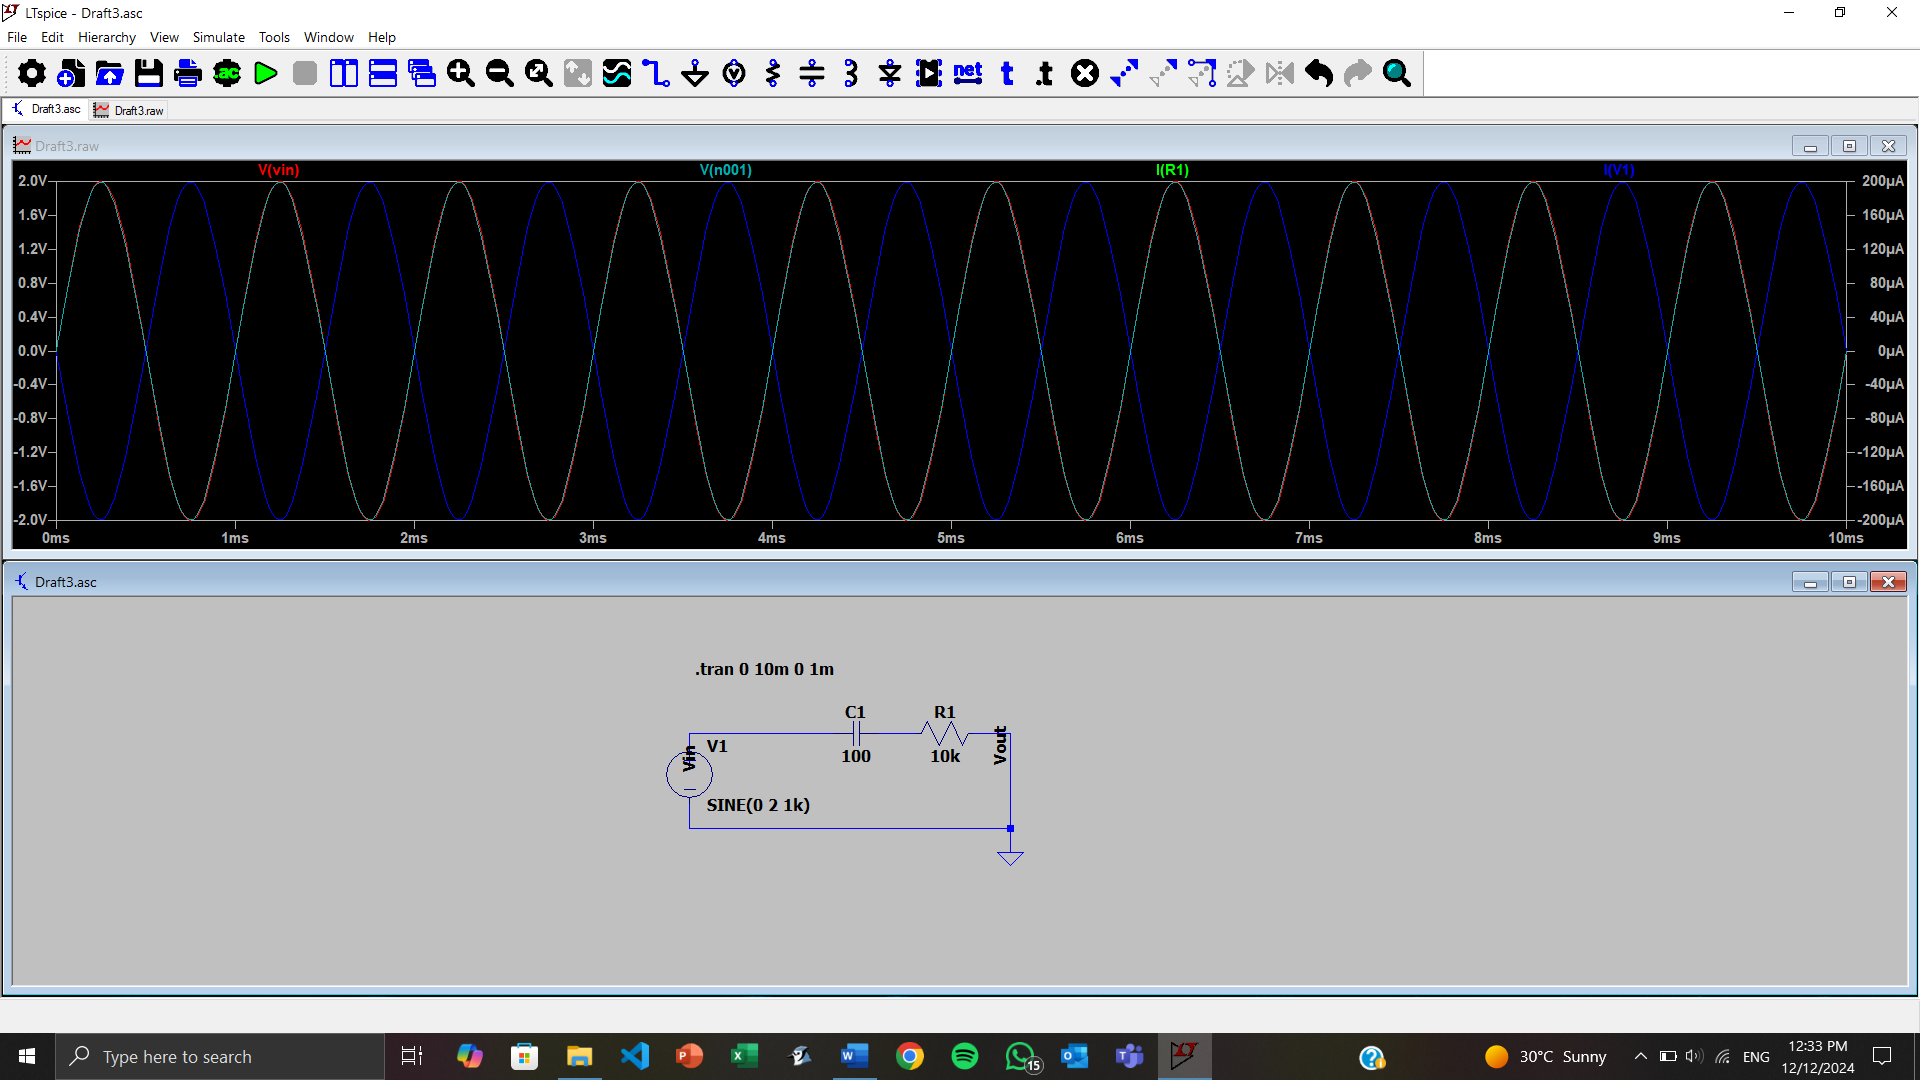 LTspice - Draft3.asc
File Edit Hierarchy View Simulate Tools Window Help
.ac net t .t
Draft3.asc Draft3.raw
Draft3.raw
V(vin) V(n001) I(R1) I(V1)
2.0V 200µA
1.6V 160µA
1.2V 120µA
0.8V 80µA
0.4V 40µA
0.0V 0µA
-0.4V -40µA
-0.8V -80µA
-1.2V -120µA
-1.6V -160µA
-2.0V -200µA
0ms 1ms 2ms 3ms 4ms 5ms 6ms 7ms 8ms 9ms 10ms
Draft3.asc
.tran 0 10m 0 1m
C1 R1
Vin V1 100 10k Vout
SINE(0 2 1k)
Type here to search 15 30°C Sunny ENG 12:33 PM
12/12/2024